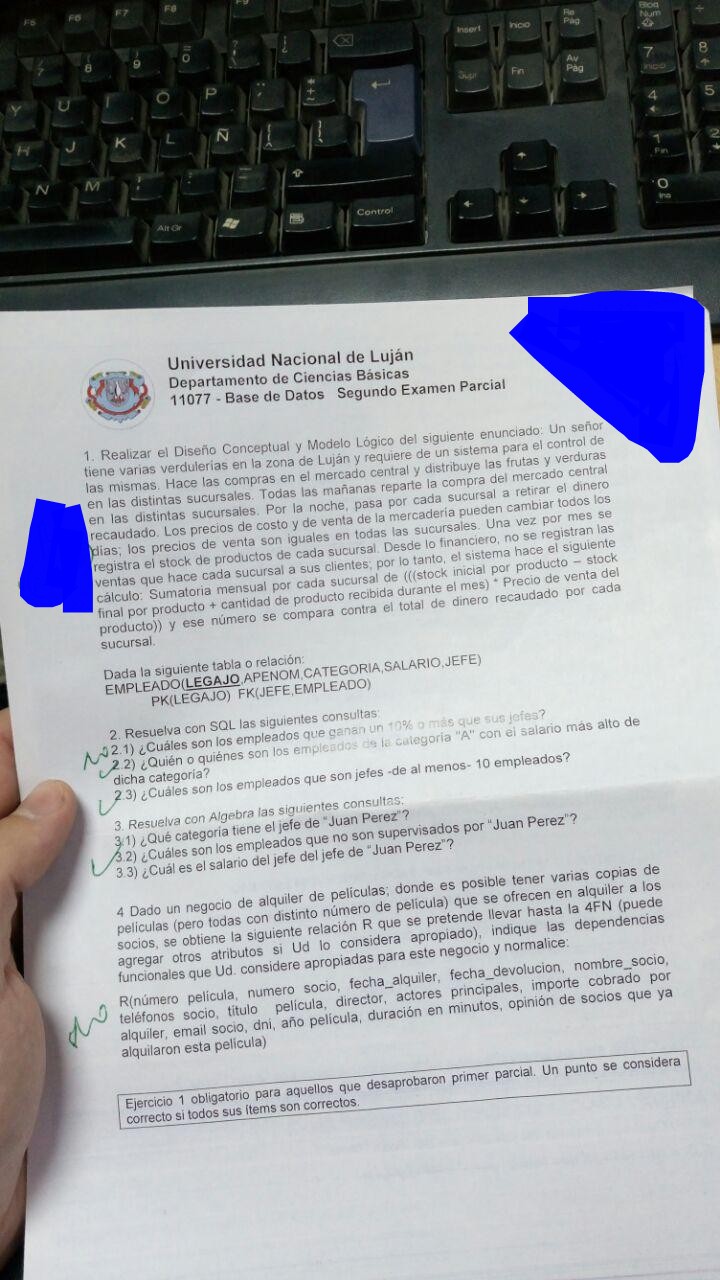 F5 F6 F7 F8 F9
Insert Inicio Re Pág
Bloq Num
Supr Fin Av Pág
7 8 9 0
7 Inicio 8
Y U I O P
4 5
H J K L Ñ
1 Fin 2
N M
0 Ins
Alt Gr Control
Universidad Nacional de Luján
Departamento de Ciencias Básicas
11077 - Base de Datos Segundo Examen Parcial
1. Realizar el Diseño Conceptual y Modelo Lógico del siguiente enunciado: Un señor
tiene varias verdulerías en la zona de Luján y requiere de un sistema para el control de
las mismas. Hace las compras en el mercado central y distribuye las frutas y verduras
en las distintas sucursales. Todas las mañanas reparte la compra del mercado central
en las distintas sucursales. Por la noche, pasa por cada sucursal a retirar el dinero
recaudado. Los precios de costo y de venta de la mercadería pueden cambiar todos los
días; los precios de venta son iguales en todas las sucursales. Una vez por mes se
registra el stock de productos de cada sucursal. Desde lo financiero, no se registran las
ventas que hace cada sucursal a sus clientes; por lo tanto, el sistema hace el siguiente
cálculo: Sumatoria mensual por cada sucursal de (((stock inicial por producto – stock
final por producto + cantidad de producto recibida durante el mes) * Precio de venta del
producto)) y ese número se compara contra el total de dinero recaudado por cada
sucursal.
Dada la siguiente tabla o relación:
EMPLEADO(LEGAJO,APENOM,CATEGORIA,SALARIO,JEFE)
PK(LEGAJO) FK(JEFE,EMPLEADO)
2. Resuelva con SQL las siguientes consultas:
NO 2.1) ¿Cuáles son los empleados que ganan un 10% o más que sus jefes?
2.2) ¿Quién o quiénes son los empleados de la categoría "A" con el salario más alto de
dicha categoría?
2.3) ¿Cuáles son los empleados que son jefes -de al menos- 10 empleados?
3. Resuelva con Algebra las siguientes consultas:
3.1) ¿Qué categoría tiene el jefe de "Juan Perez"?
3.2) ¿Cuáles son los empleados que no son supervisados por "Juan Perez"?
3.3) ¿Cuál es el salario del jefe del jefe de "Juan Perez"?
4 Dado un negocio de alquiler de películas; donde es posible tener varias copias de
películas (pero todas con distinto número de película) que se ofrecen en alquiler a los
socios, se obtiene la siguiente relación R que se pretende llevar hasta la 4FN (puede
agregar otros atributos si Ud lo considera apropiado), indique las dependencias
funcionales que Ud. considere apropiadas para este negocio y normalice:
NO R(número película, numero socio, fecha_alquiler, fecha_devolucion, nombre_socio,
teléfonos socio, título película, director, actores principales, importe cobrado por
alquiler, email socio, dni, año película, duración en minutos, opinión de socios que ya
alquilaron esta película)
Ejercicio 1 obligatorio para aquellos que desaprobaron primer parcial. Un punto se considera
correcto si todos sus ítems son correctos.